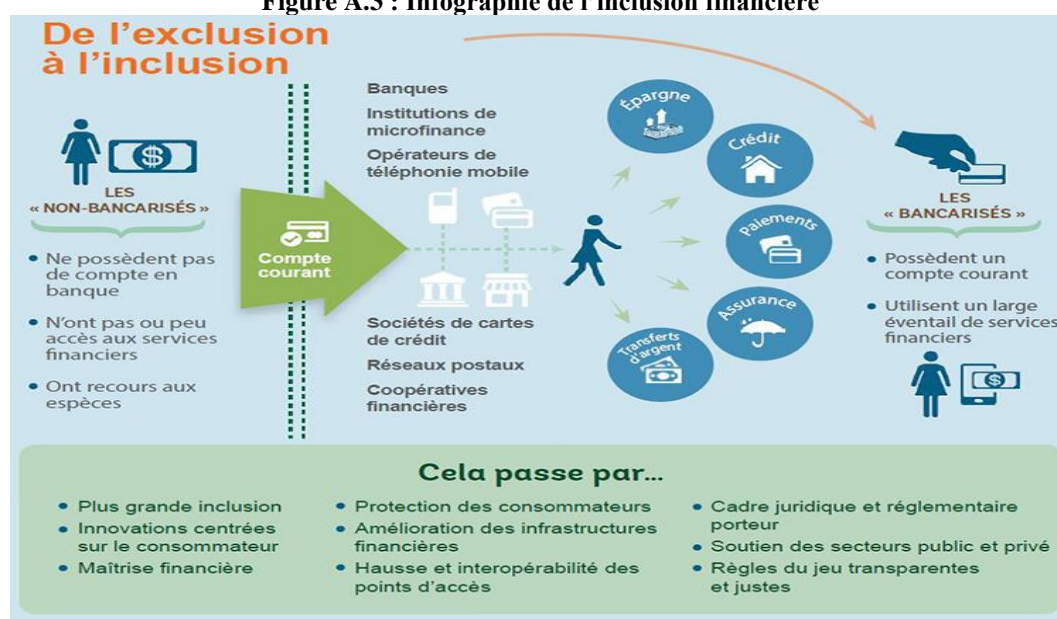 Figure A.3 : Infographie de l'inclusion financière
De l'exclusion
à l'inclusion
LES
« NON-BANCARISÉS »
• Ne possèdent pas
de compte en
banque
• N'ont pas ou peu
accès aux services
financiers
• Ont recours aux
espèces
Compte
courant
Banques
Institutions de
microfinance
Opérateurs de
téléphonie mobile
Sociétés de cartes
de crédit
Réseaux postaux
Coopératives
financières
Épargne
Crédit
Paiements
Assurance
Transferts
d'argent
LES
« BANCARISÉS »
• Possèdent un
compte courant
• Utilisent un large
éventail de services
financiers
Cela passe par...
• Plus grande inclusion
• Innovations centrées
sur le consommateur
• Maîtrise financière
• Protection des consommateurs
• Amélioration des infrastructures
financières
• Hausse et interopérabilité des
points d'accès
• Cadre juridique et réglementaire
porteur
• Soutien des secteurs public et privé
• Règles du jeu transparentes
et justes